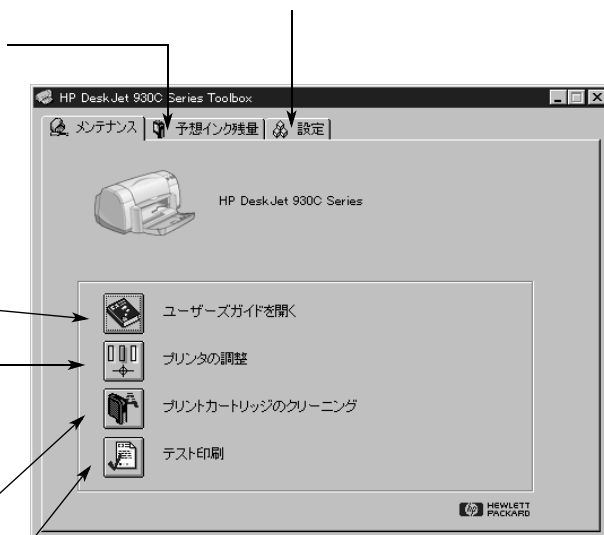 HP DeskJet 930C Series Toolbox
メンテナンス 予想インク残量 設定
HP DeskJet 930C Series
ユーザーズガイドを開く
プリンタの調整
プリントカートリッジのクリーニング
テスト印刷
hp HEWLETT
PACKARD